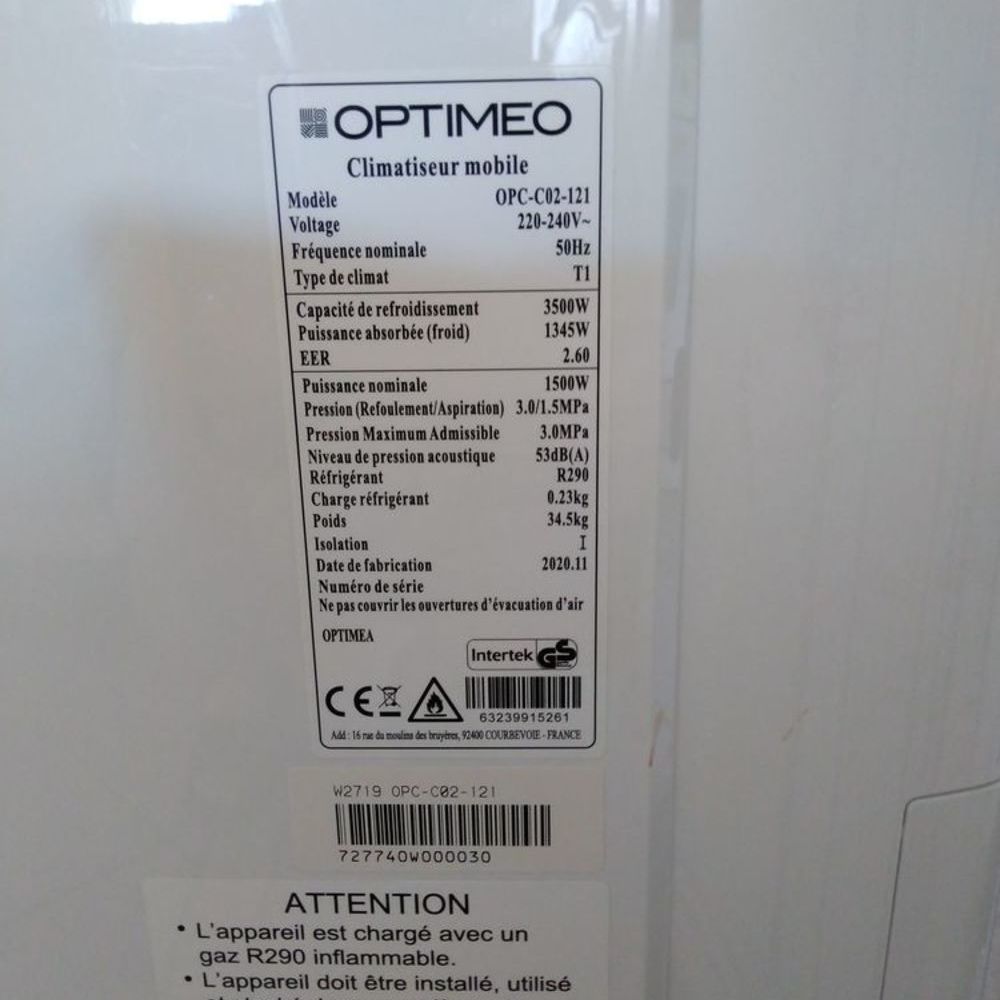 OPTIMEO
Climatiseur mobile
Modèle OPC-C02-121
Voltage 220-240V~
Fréquence nominale 50Hz
Type de climat T1
Capacité de refroidissement 3500W
Puissance absorbée (froid) 1345W
EER 2.60
Puissance nominale 1500W
Pression (Refoulement/Aspiration) 3.0/1.5MPa
Pression Maximum Admissible 3.0MPa
Niveau de pression acoustique 53dB(A)
Réfrigérant R290
Charge réfrigérant 0.23kg
Poids 34.5kg
Isolation I
Date de fabrication 2020.11
Numéro de série
Ne pas couvrir les ouvertures d'évacuation d'air
OPTIMEA
Intertek GS
CE
63239915261
Add : 16 rue du moulins des bruyères, 92400 COURBEVOIE - FRANCE
W2719 OPC-C02-121
727740W000030
ATTENTION
• L'appareil est chargé avec un
gaz R290 inflammable.
• L'appareil doit être installé, utilisé